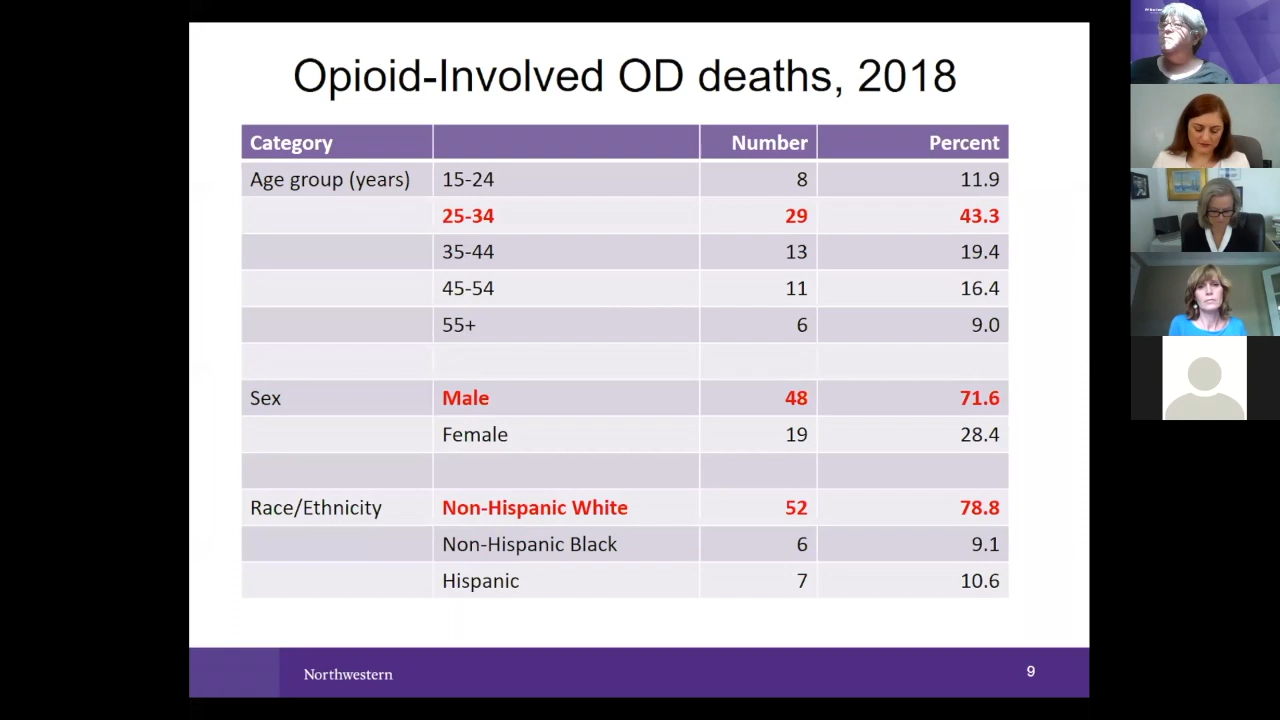 Opioid-Involved OD deaths, 2018
Category Number Percent
Age group (years) 15-24 8 11.9
25-34 29 43.3
35-44 13 19.4
45-54 11 16.4
55+ 6 9.0
Sex Male 48 71.6
Female 19 28.4
Race/Ethnicity Non-Hispanic White 52 78.8
Non-Hispanic Black 6 9.1
Hispanic 7 10.6
Northwestern 9